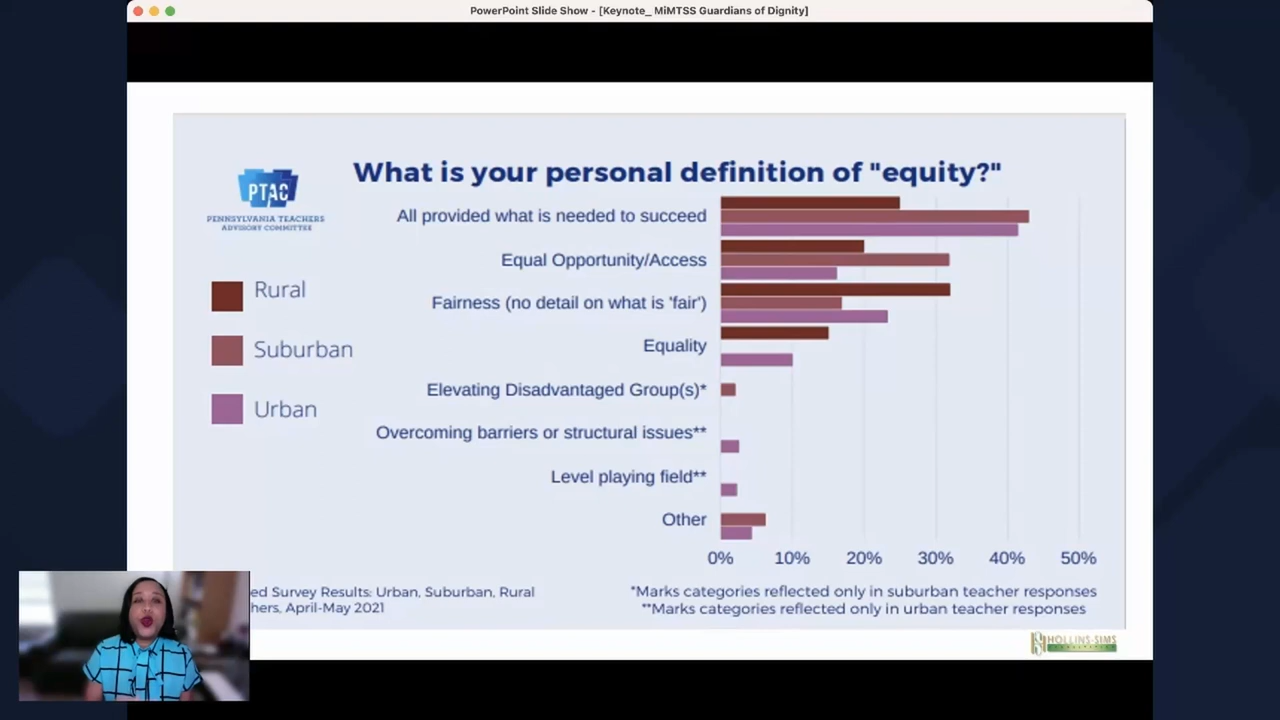 PowerPoint Slide Show - [Keynote_ MiMTSS Guardians of Dignity]
What is your personal definition of "equity?"
PTAC
PENNSYLVANIA TEACHERS
ADVISORY COMMITTEE
Rural
Suburban
Urban
All provided what is needed to succeed
Equal Opportunity/Access
Fairness (no detail on what is 'fair')
Equality
Elevating Disadvantaged Group(s)*
Overcoming barriers or structural issues**
Level playing field**
Other
0% 10% 20% 30% 40% 50%
Survey Results: Urban, Suburban, Rural
April-May 2021
*Marks categories reflected only in suburban teacher responses
**Marks categories reflected only in urban teacher responses
HOLLINS-SIMS